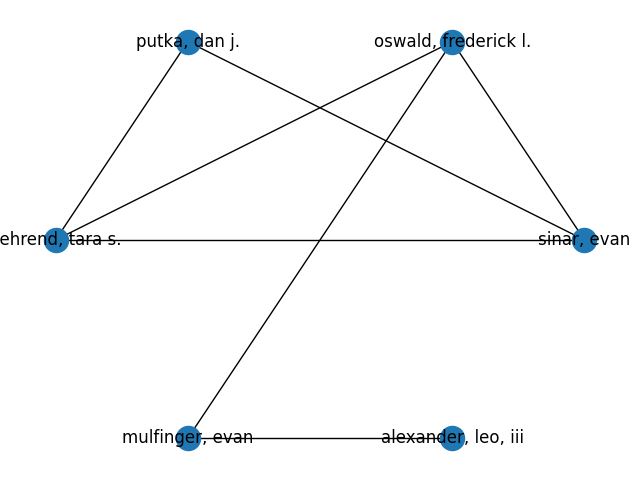 putka, dan j.
oswald, frederick l.
ehrend, tara s.
sinar, evan
mulfinger, evan
alexander, leo, iii